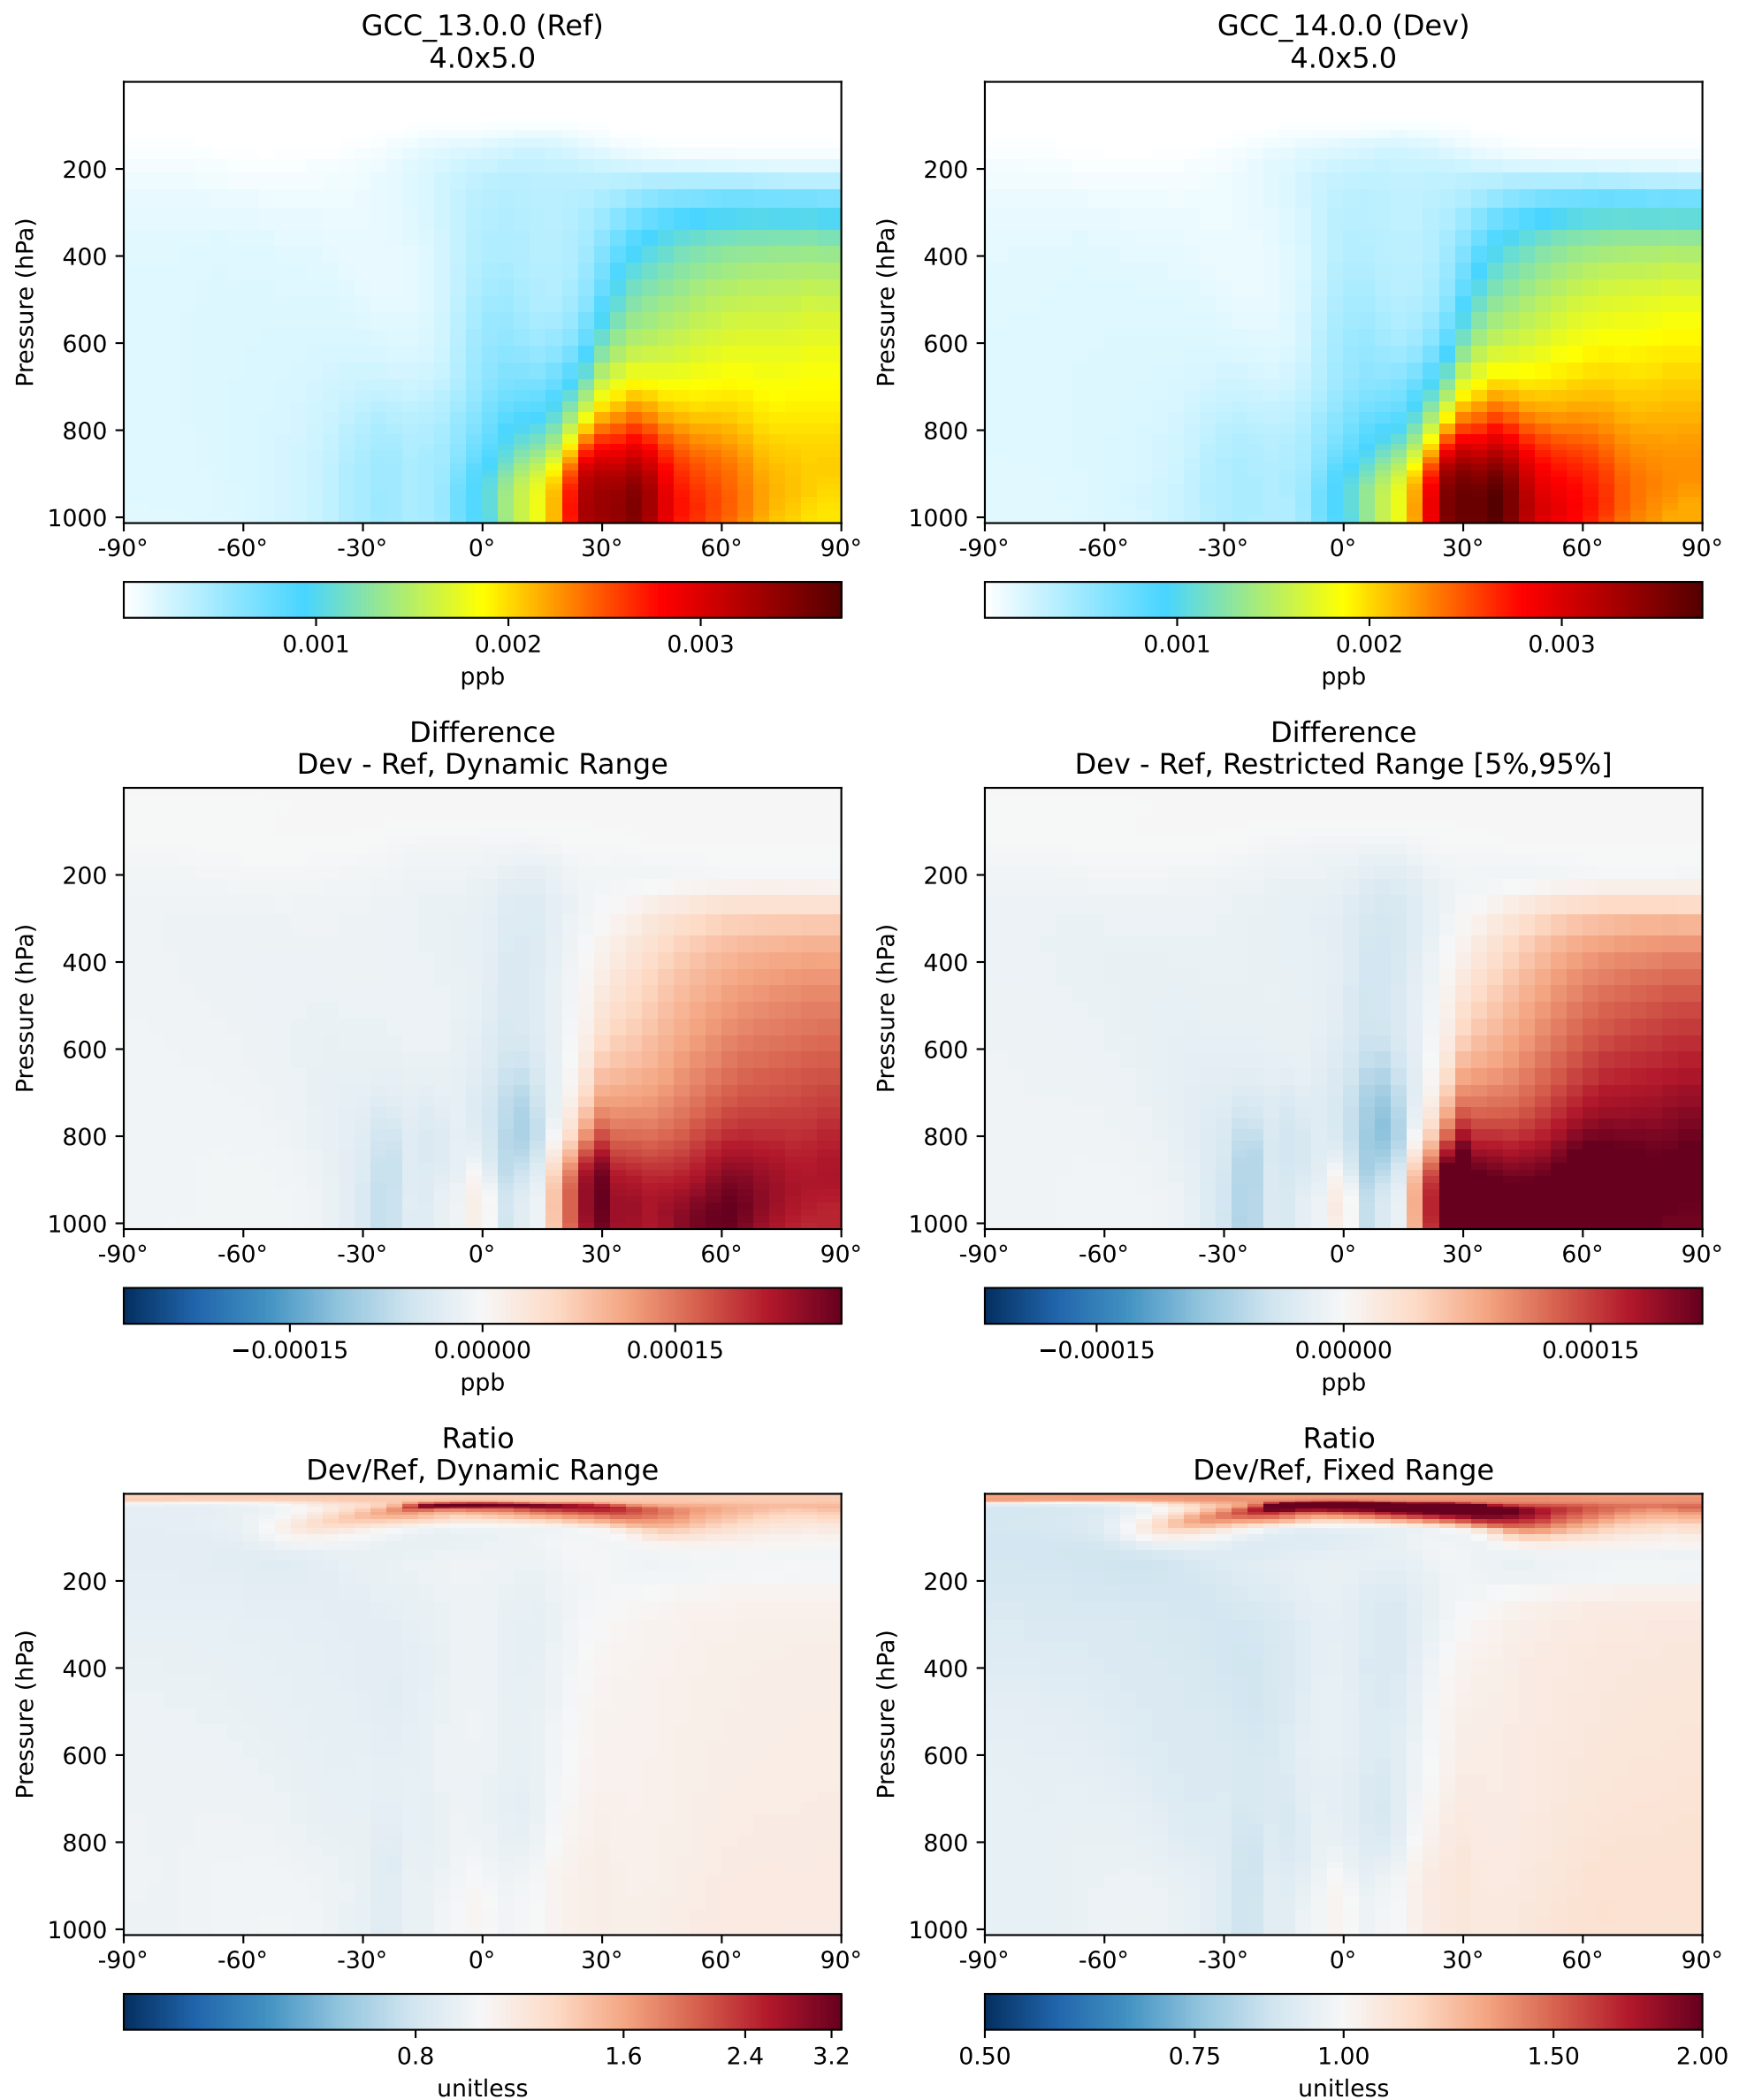 GCC_13.0.0 (Ref)
4.0x5.0
Pressure (hPa)
200
400
600
800
1000
-90° -60° -30° 0° 30° 60° 90°
0.001 0.002 0.003
ppb
GCC_14.0.0 (Dev)
4.0x5.0
Pressure (hPa)
200
400
600
800
1000
-90° -60° -30° 0° 30° 60° 90°
0.001 0.002 0.003
ppb
Difference
Dev - Ref, Dynamic Range
Pressure (hPa)
200
400
600
800
1000
-90° -60° -30° 0° 30° 60° 90°
−0.00015 0.00000 0.00015
ppb
Difference
Dev - Ref, Restricted Range [5%,95%]
Pressure (hPa)
200
400
600
800
1000
-90° -60° -30° 0° 30° 60° 90°
−0.00015 0.00000 0.00015
ppb
Ratio
Dev/Ref, Dynamic Range
Pressure (hPa)
200
400
600
800
1000
-90° -60° -30° 0° 30° 60° 90°
0.8 1.6 2.4 3.2
unitless
Ratio
Dev/Ref, Fixed Range
Pressure (hPa)
200
400
600
800
1000
-90° -60° -30° 0° 30° 60° 90°
0.50 0.75 1.00 1.50 2.00
unitless